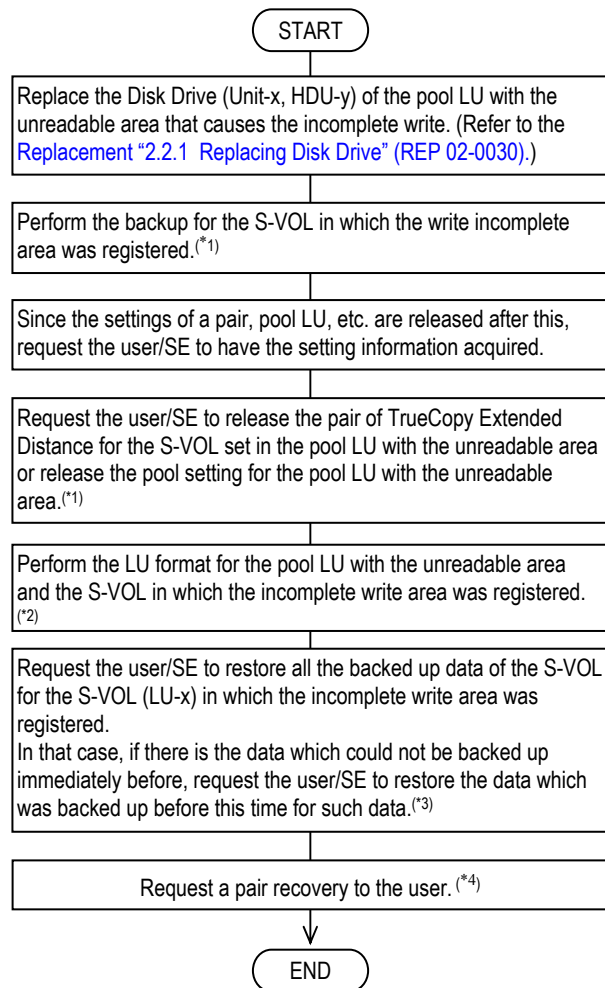 START
Replace the Disk Drive (Unit-x, HDU-y) of the pool LU with the
unreadable area that causes the incomplete write. (Refer to the
Replacement “2.2.1 Replacing Disk Drive” (REP 02-0030).)
Perform the backup for the S-VOL in which the write incomplete
area was registered.(*1)
Since the settings of a pair, pool LU, etc. are released after this,
request the user/SE to have the setting information acquired.
Request the user/SE to release the pair of TrueCopy Extended
Distance for the S-VOL set in the pool LU with the unreadable area
or release the pool setting for the pool LU with the unreadable
area.(*1)
Perform the LU format for the pool LU with the unreadable area
and the S-VOL in which the incomplete write area was registered.
(*2)
Request the user/SE to restore all the backed up data of the S-VOL
for the S-VOL (LU-x) in which the incomplete write area was
registered.
In that case, if there is the data which could not be backed up
immediately before, request the user/SE to restore the data which
was backed up before this time for such data.(*3)
Request a pair recovery to the user. (*4)
END